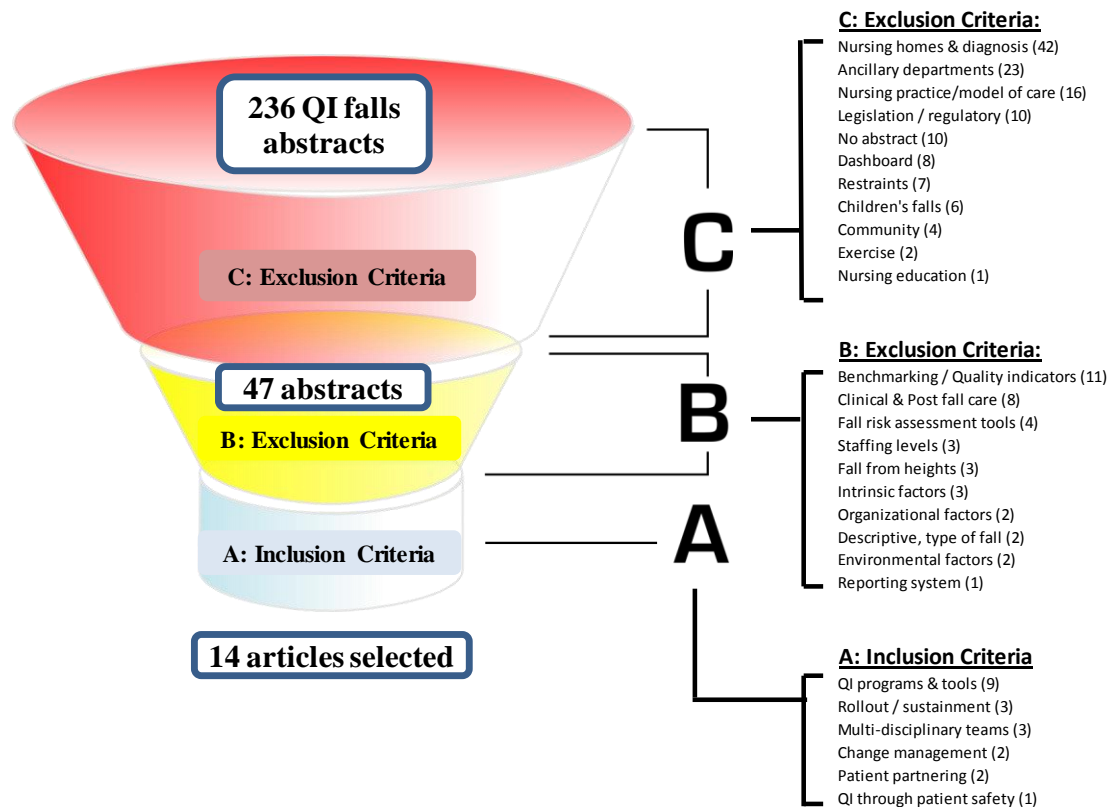 236 QI falls
abstracts
C: Exclusion Criteria
47 abstracts
B: Exclusion Criteria
A: Inclusion Criteria
14 articles selected
C
B
A
C: Exclusion Criteria:
Nursing homes & diagnosis (42)
Ancillary departments (23)
Nursing practice/model of care (16)
Legislation / regulatory (10)
No abstract (10)
Dashboard (8)
Restraints (7)
Children's falls (6)
Community (4)
Exercise (2)
Nursing education (1)
B: Exclusion Criteria:
Benchmarking / Quality indicators (11)
Clinical & Post fall care (8)
Fall risk assessment tools (4)
Staffing levels (3)
Fall from heights (3)
Intrinsic factors (3)
Organizational factors (2)
Descriptive, type of fall (2)
Environmental factors (2)
Reporting system (1)
A: Inclusion Criteria
QI programs & tools (9)
Rollout / sustainment (3)
Multi-disciplinary teams (3)
Change management (2)
Patient partnering (2)
QI through patient safety (1)